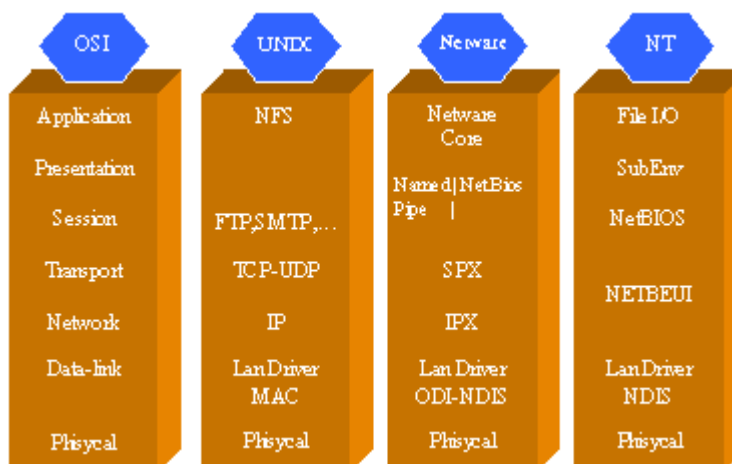 OSI
Application
Presentation
Session
Transport
Network
Data-link
Phisycal
UNIX
NFS
FTP,SMTP,...
TCP-UDP
IP
Lan Driver
MAC
Phisycal
Netware
Netware
Core
Named|NetBios
Pipe |
SPX
IPX
Lan Driver
ODI-NDIS
Phisycal
NT
File I/O
SubEnv
NetBIOS
NETBEUI
Lan Driver
NDIS
Phisycal